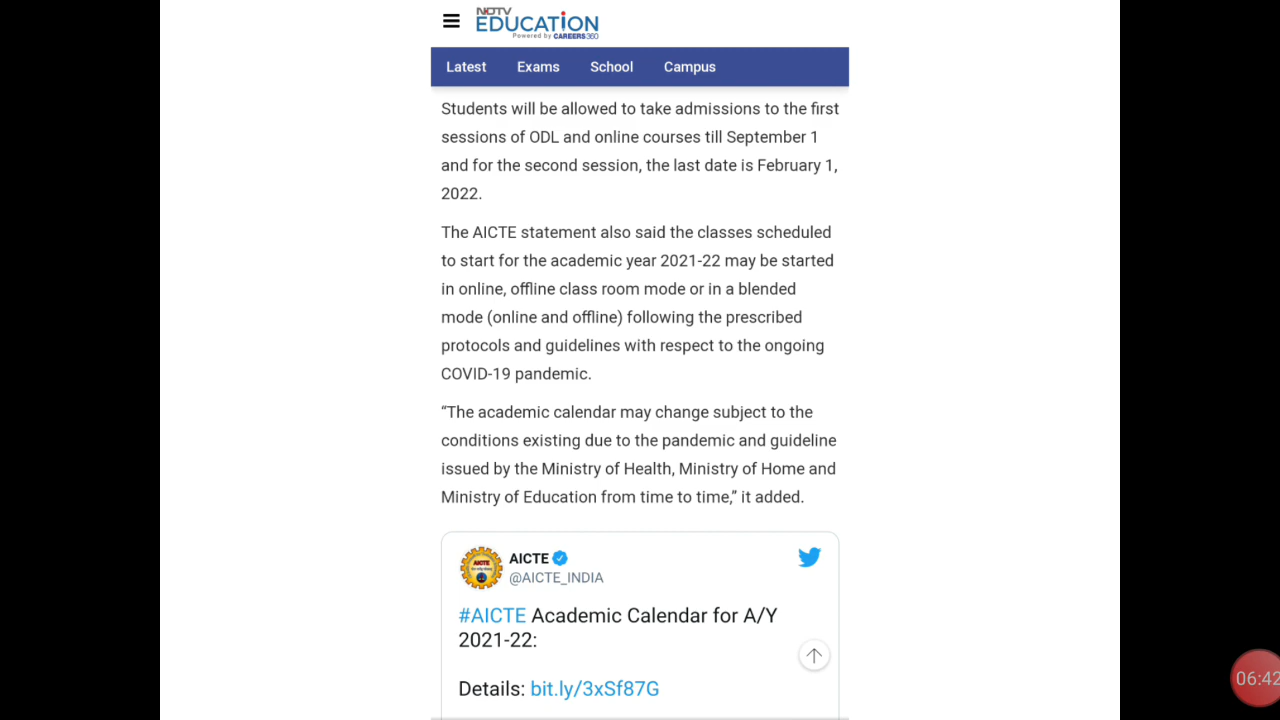 NDTV
EDUCATION
Powered by CAREERS360
Latest Exams School Campus
Students will be allowed to take admissions to the first
sessions of ODL and online courses till September 1
and for the second session, the last date is February 1,
2022.
The AICTE statement also said the classes scheduled
to start for the academic year 2021-22 may be started
in online, offline class room mode or in a blended
mode (online and offline) following the prescribed
protocols and guidelines with respect to the ongoing
COVID-19 pandemic.
“The academic calendar may change subject to the
conditions existing due to the pandemic and guideline
issued by the Ministry of Health, Ministry of Home and
Ministry of Education from time to time,” it added.
AICTE
@AICTE_INDIA
#AICTE Academic Calendar for A/Y
2021-22:
Details: bit.ly/3xSf87G
06:42